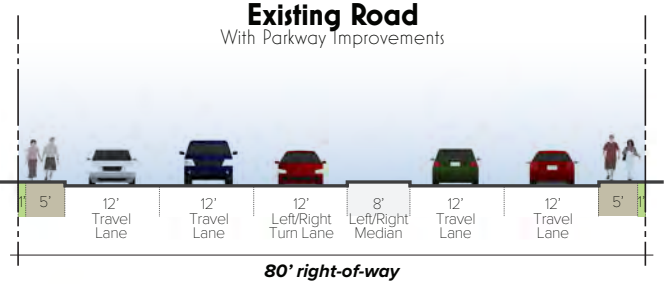 Existing Road
With Parkway Improvements
1'
5'
12'
Travel
Lane
12'
Travel
Lane
12'
Left/Right
Turn Lane
8'
Left/Right
Median
12'
Travel
Lane
12'
Travel
Lane
5'
1'
80' right-of-way